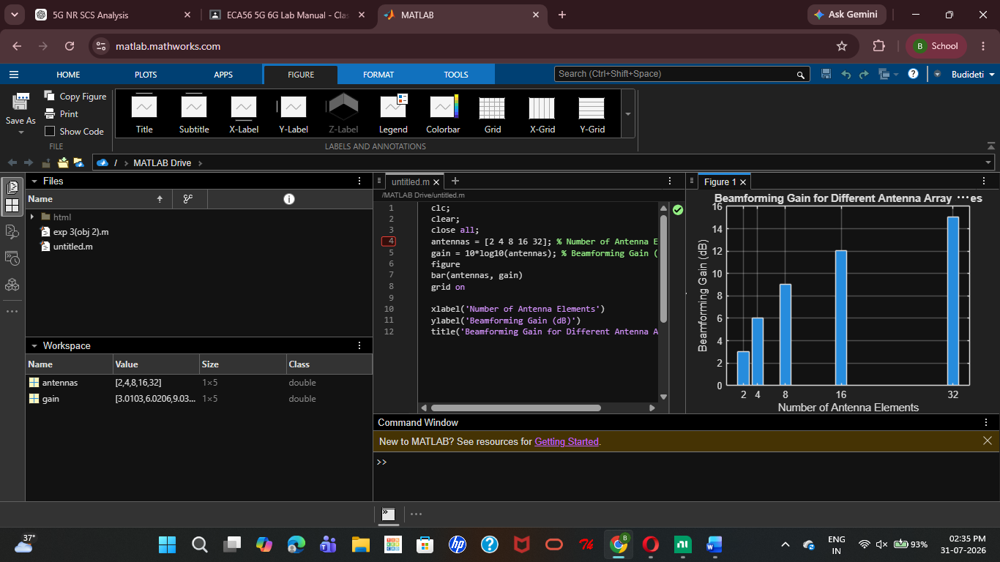 5G NR SCS Analysis
ECA56 5G 6G Lab Manual - Clas
MATLAB
Ask Gemini
matlab.mathworks.com
B School
HOME PLOTS APPS FIGURE FORMAT TOOLS
Search (Ctrl+Shift+Space)
Budideti
Save As
Copy Figure
Print
Show Code
FILE
Title Subtitle X-Label Y-Label Z-Label Legend Colorbar Grid X-Grid Y-Grid
LABELS AND ANNOTATIONS
/ > MATLAB Drive >
Files
Name
html
exp 3(obj 2).m
untitled.m
Workspace
Name Value Size Class
antennas [2,4,8,16,32] 1×5 double
gain [3.0103,6.0206,9.03... 1×5 double
untitled.m
/MATLAB Drive/untitled.m
1 clc;
2 clear;
3 close all;
4 antennas = [2 4 8 16 32]; % Number of Antenna E
5 gain = 10*log10(antennas); % Beamforming Gain (
6 figure
7 bar(antennas, gain)
8 grid on
9
10 xlabel('Number of Antenna Elements')
11 ylabel('Beamforming Gain (dB)')
12 title('Beamforming Gain for Different Antenna A
Figure 1
Beamforming Gain for Different Antenna Array ···es
Beamforming Gain (dB)
16
14
12
10
8
6
4
2
0
2 4 8 16 32
Number of Antenna Elements
Command Window
New to MATLAB? See resources for Getting Started.
>>
37°
ENG
IN
93%
02:35 PM
31-07-2026